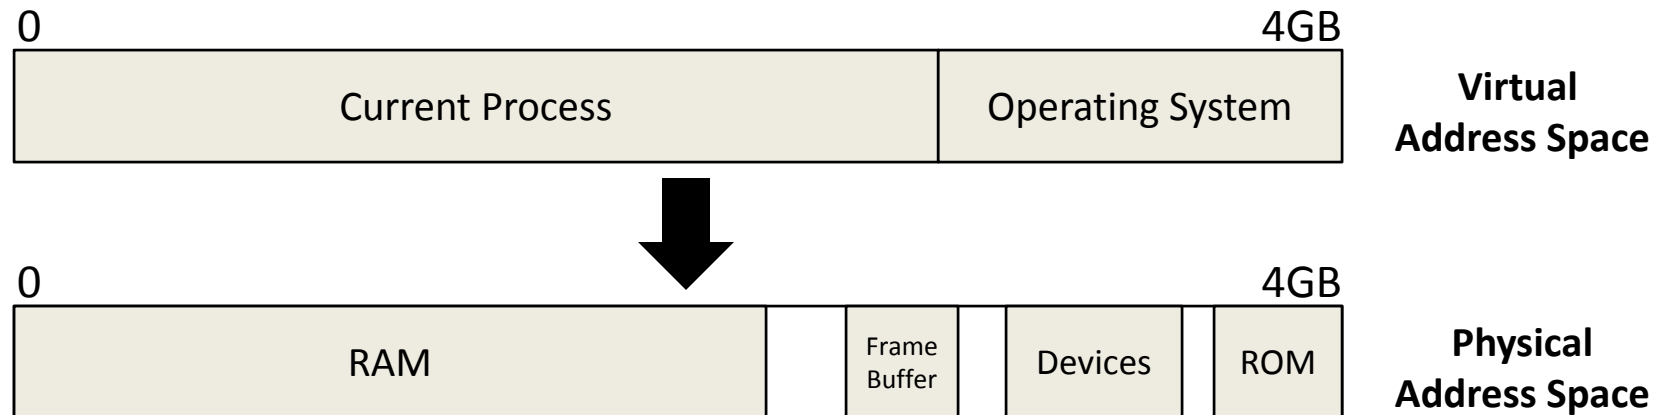 0 4GB
Current Process Operating System Virtual
Address Space
0 4GB
RAM Frame
Buffer Devices ROM Physical
Address Space